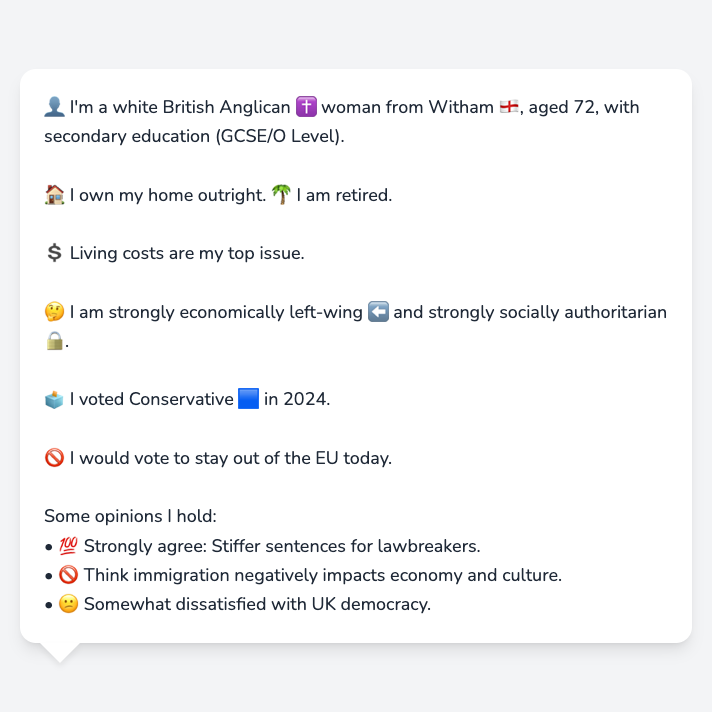 👤 I'm a white British Anglican ✝️ woman from Witham 🏴󠁧󠁢󠁥󠁮󠁧󠁿, aged 72, with
secondary education (GCSE/O Level).
🏠 I own my home outright. 🌴 I am retired.
💲 Living costs are my top issue.
🤔 I am strongly economically left-wing ⬅️ and strongly socially authoritarian
🔒.
🗳️ I voted Conservative 🟦 in 2024.
🚫 I would vote to stay out of the EU today.
Some opinions I hold:
• 💯 Strongly agree: Stiffer sentences for lawbreakers.
• 🚫 Think immigration negatively impacts economy and culture.
• 😕 Somewhat dissatisfied with UK democracy.